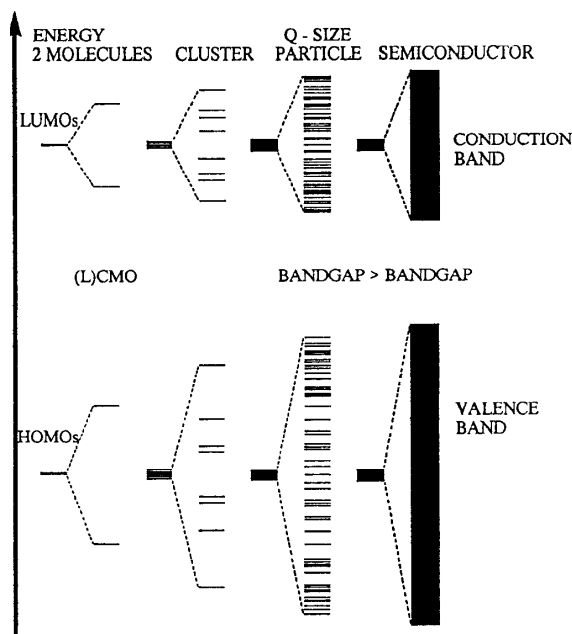 ENERGY
2 MOLECULES
CLUSTER
Q - SIZE
PARTICLE
SEMICONDUCTOR
LUMOs
CONDUCTION
BAND
(L)CMO
BANDGAP > BANDGAP
HOMOs
VALENCE
BAND